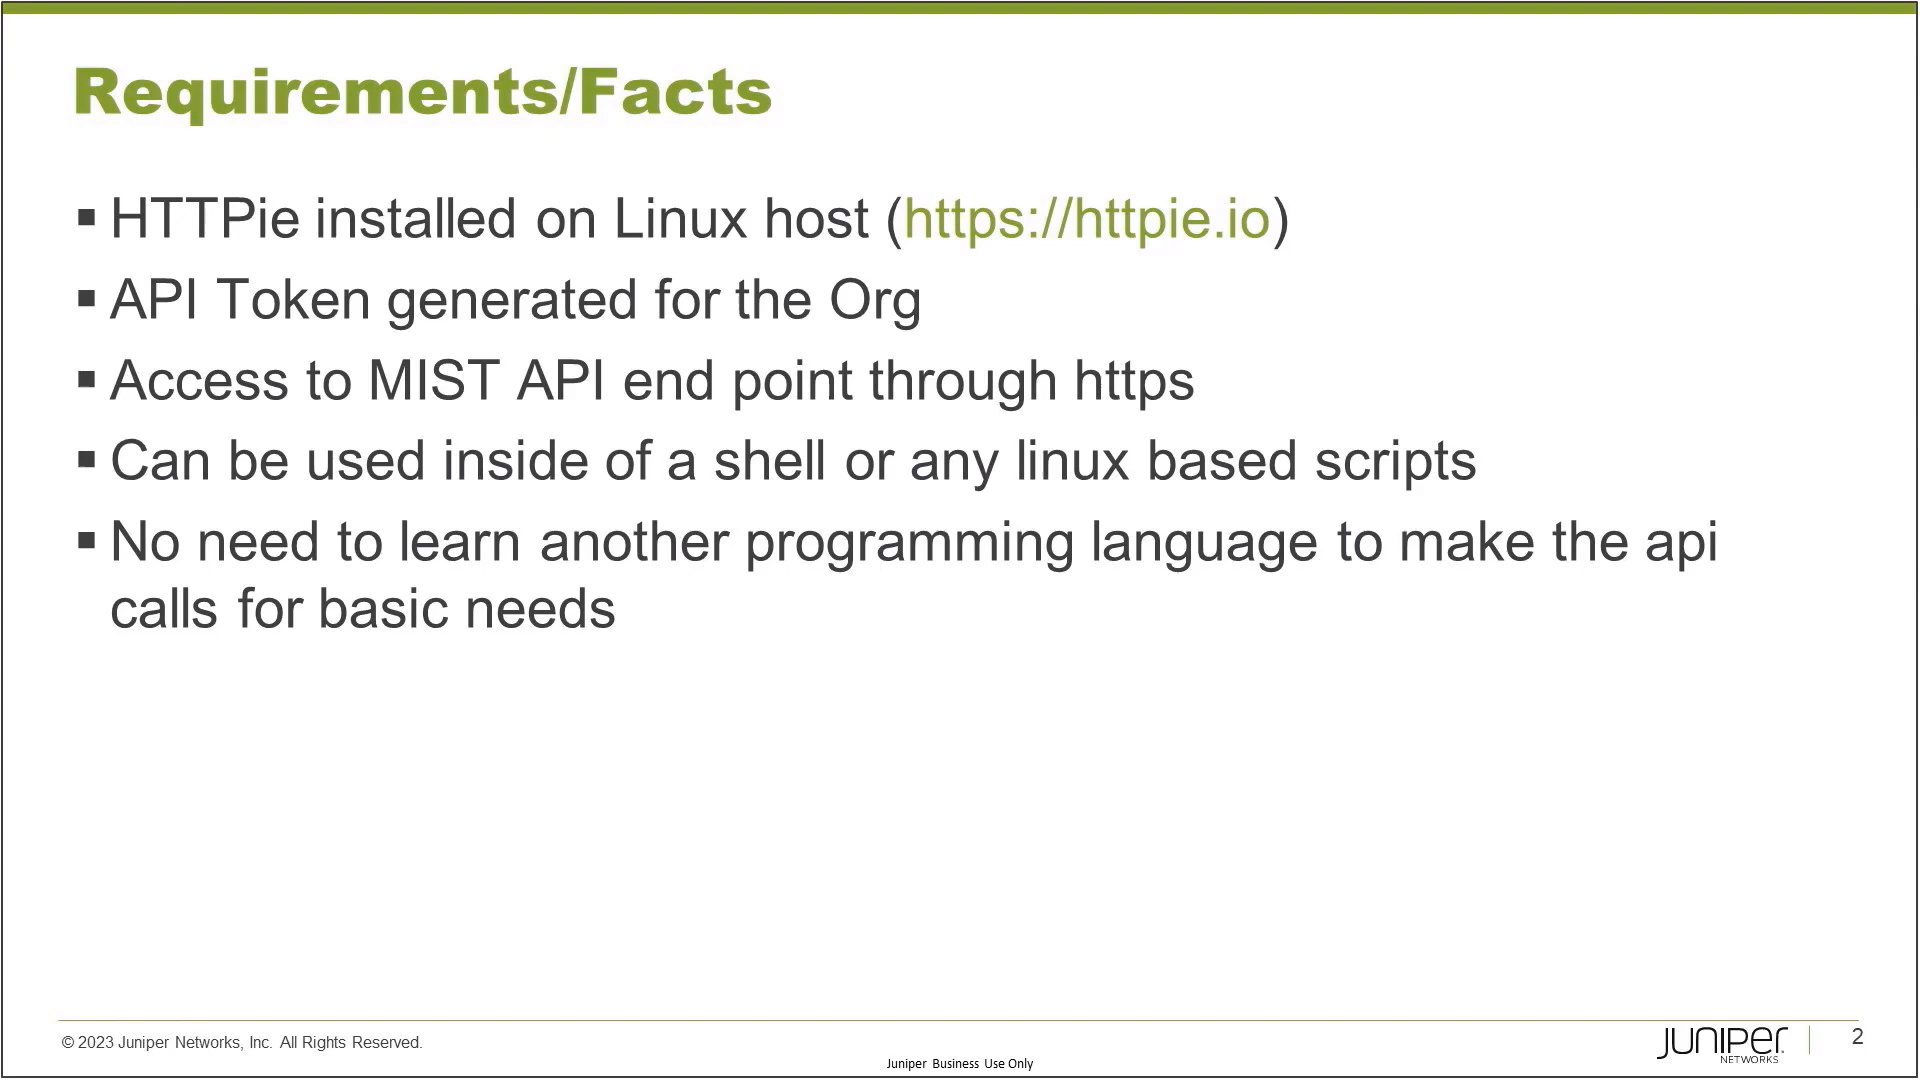 Requirements/Facts
▪ HTTPie installed on Linux host (https://httpie.io)
▪ API Token generated for the Org
▪ Access to MIST API end point through https
▪ Can be used inside of a shell or any linux based scripts
▪ No need to learn another programming language to make the api
calls for basic needs
© 2023 Juniper Networks, Inc. All Rights Reserved.
Juniper Business Use Only
JUNIPer
NETWORKS
2